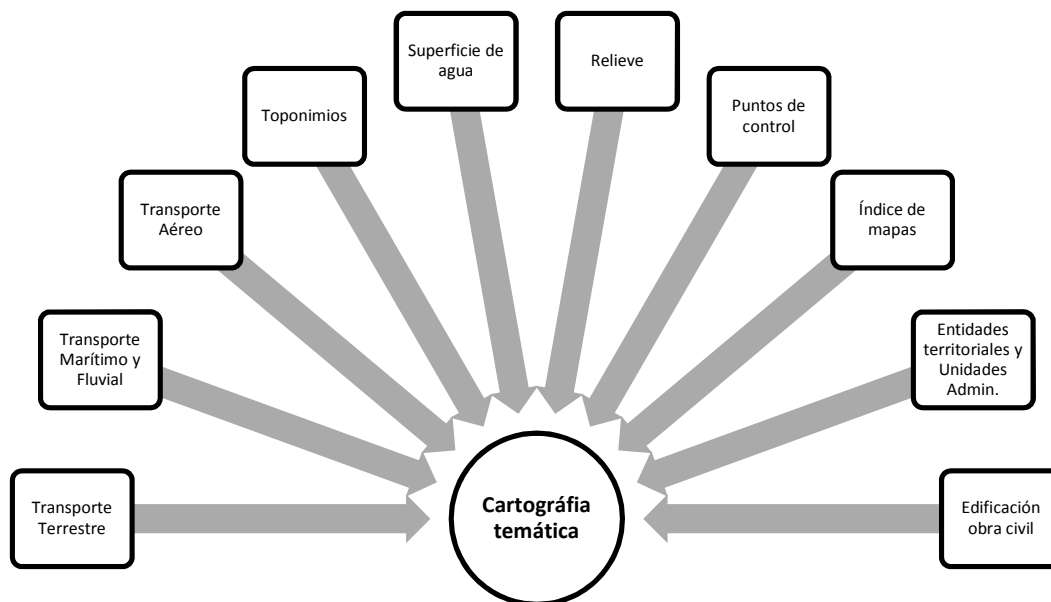 Superficie de
agua
Relieve
Toponimios
Puntos de
control
Transporte
Aéreo
Índice de
mapas
Transporte
Marítimo y
Fluvial
Entidades
territoriales y
Unidades
Admin.
Transporte
Terrestre
Cartográfia
temática
Edificación
obra civil